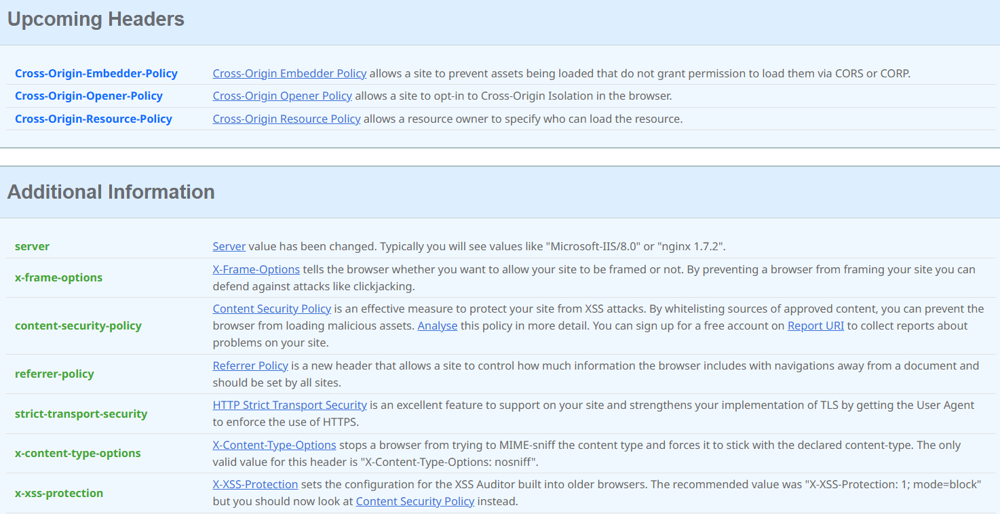 Upcoming Headers
Cross-Origin-Embedder-Policy Cross-Origin Embedder Policy allows a site to prevent assets being loaded that do not grant permission to load them via CORS or CORP.
Cross-Origin-Opener-Policy Cross-Origin Opener Policy allows a site to opt-in to Cross-Origin Isolation in the browser.
Cross-Origin-Resource-Policy Cross-Origin Resource Policy allows a resource owner to specify who can load the resource.
Additional Information
server Server value has been changed. Typically you will see values like "Microsoft-IIS/8.0" or "nginx 1.7.2".
x-frame-options X-Frame-Options tells the browser whether you want to allow your site to be framed or not. By preventing a browser from framing your site you can
defend against attacks like clickjacking.
content-security-policy Content Security Policy is an effective measure to protect your site from XSS attacks. By whitelisting sources of approved content, you can prevent the
browser from loading malicious assets. Analyse this policy in more detail. You can sign up for a free account on Report URI to collect reports about
problems on your site.
referrer-policy Referrer Policy is a new header that allows a site to control how much information the browser includes with navigations away from a document and
should be set by all sites.
strict-transport-security HTTP Strict Transport Security is an excellent feature to support on your site and strengthens your implementation of TLS by getting the User Agent
to enforce the use of HTTPS.
x-content-type-options X-Content-Type-Options stops a browser from trying to MIME-sniff the content type and forces it to stick with the declared content-type. The only
valid value for this header is "X-Content-Type-Options: nosniff".
x-xss-protection X-XSS-Protection sets the configuration for the XSS Auditor built into older browsers. The recommended value was "X-XSS-Protection: 1; mode=block"
but you should now look at Content Security Policy instead.